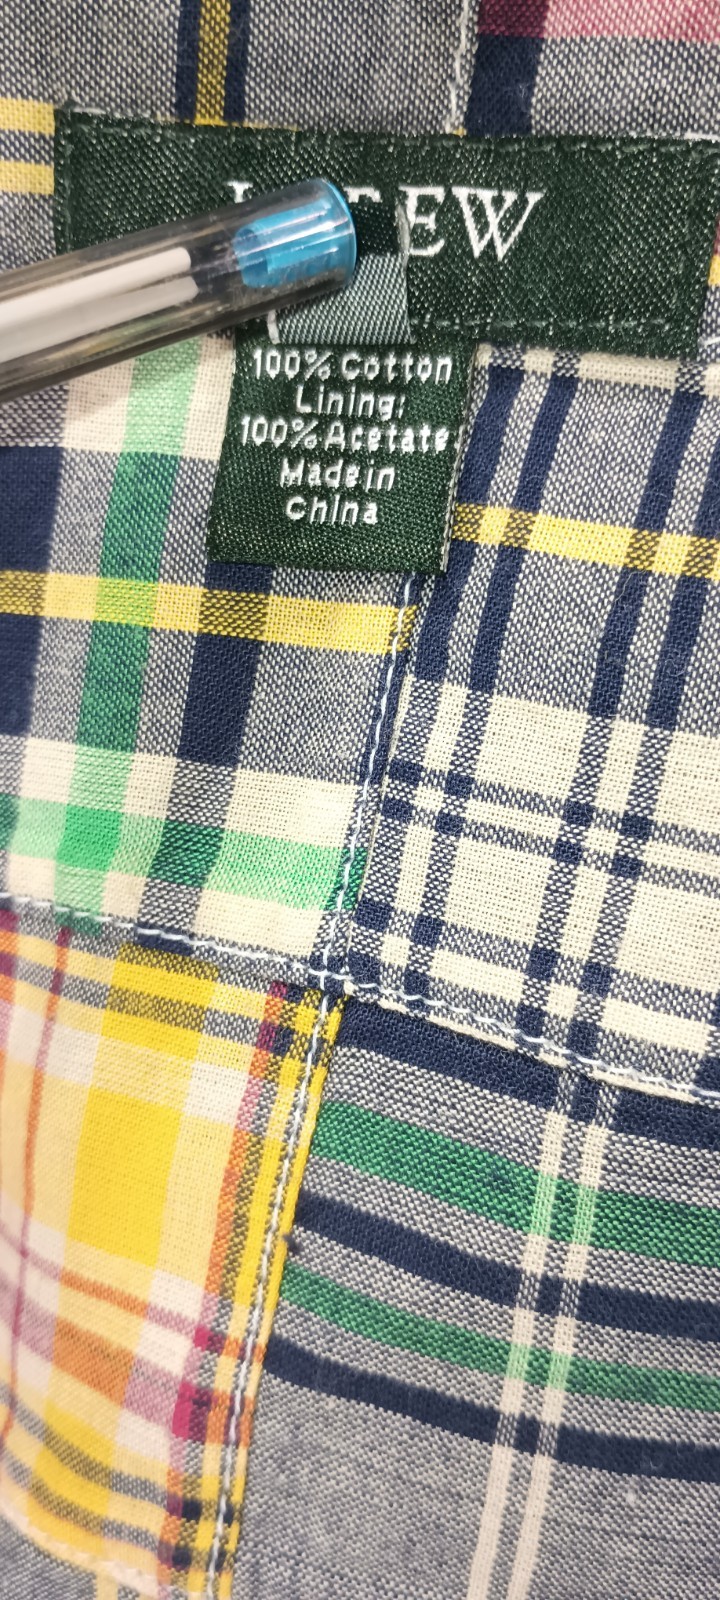 EW
100% Cotton
Lining:
100% Acetate
Made in
China